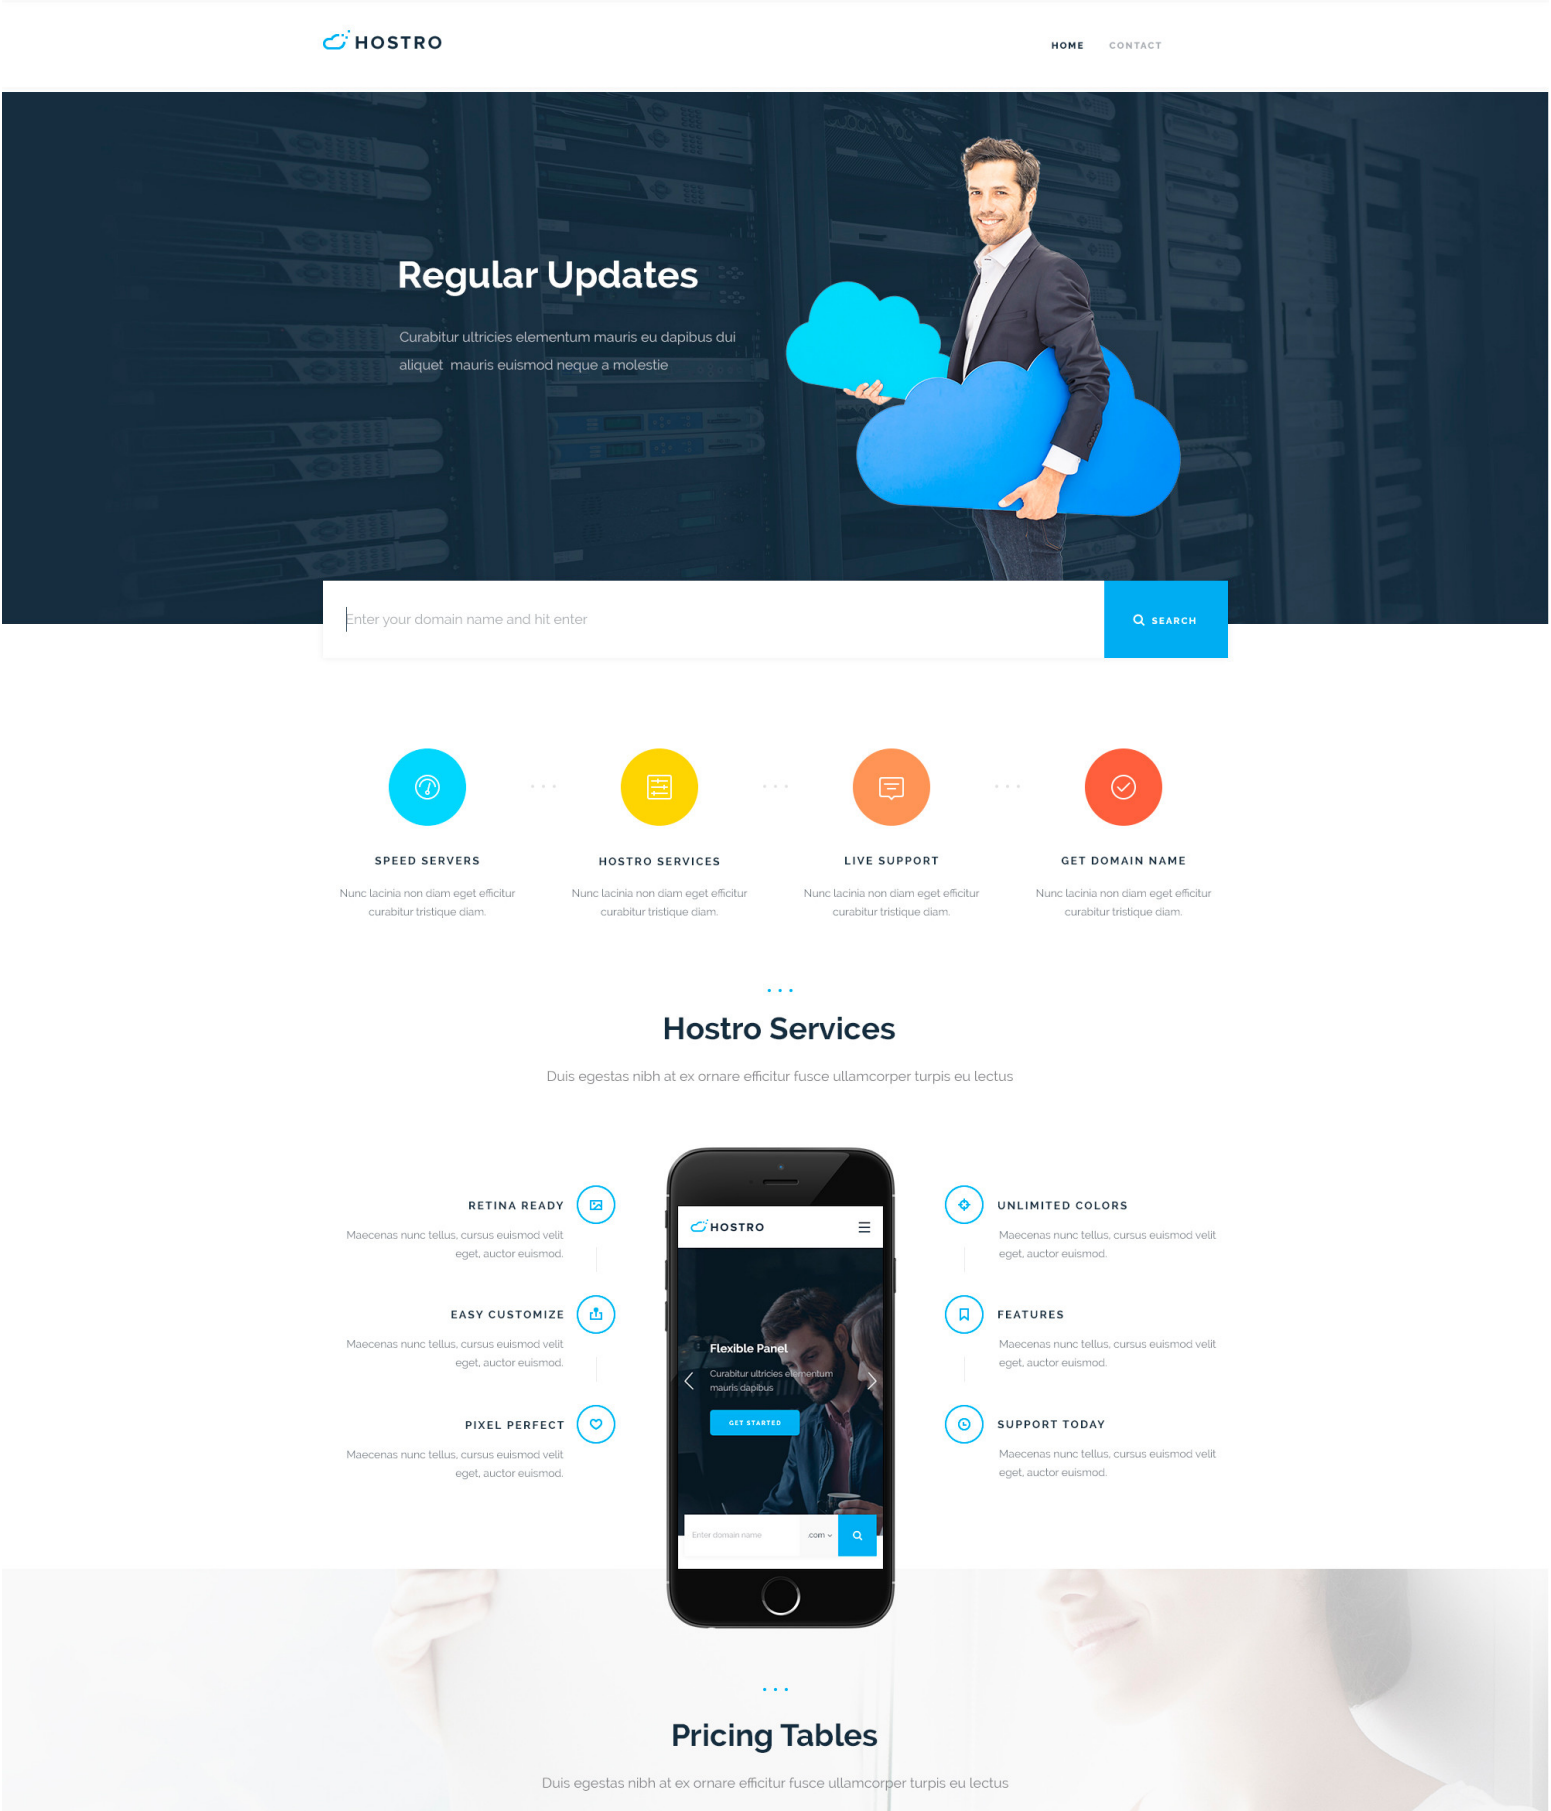 HOSTRO
HOME CONTACT
Regular Updates
Curabitur ultricies elementum mauris eu dapibus dui
aliquet mauris euismod neque a molestie
Enter your domain name and hit enter
SEARCH
SPEED SERVERS
Nunc lacinia non diam eget efficitur
curabitur tristique diam.
HOSTRO SERVICES
Nunc lacinia non diam eget efficitur
curabitur tristique diam.
LIVE SUPPORT
Nunc lacinia non diam eget efficitur
curabitur tristique diam.
GET DOMAIN NAME
Nunc lacinia non diam eget efficitur
curabitur tristique diam.
Hostro Services
Duis egestas nibh at ex ornare efficitur fusce ullamcorper turpis eu lectus
RETINA READY
Maecenas nunc tellus, cursus euismod velit
eget, auctor euismod.
EASY CUSTOMIZE
Maecenas nunc tellus, cursus euismod velit
eget, auctor euismod.
PIXEL PERFECT
Maecenas nunc tellus, cursus euismod velit
eget, auctor euismod.
HOSTRO
Flexible Panel
Curabitur ultricies elementum
mauris dapibus
GET STARTED
Enter domain name
.com
UNLIMITED COLORS
Maecenas nunc tellus, cursus euismod velit
eget, auctor euismod.
FEATURES
Maecenas nunc tellus, cursus euismod velit
eget, auctor euismod.
SUPPORT TODAY
Maecenas nunc tellus, cursus euismod velit
eget, auctor euismod.
Pricing Tables
Duis egestas nibh at ex ornare efficitur fusce ullamcorper turpis eu lectus